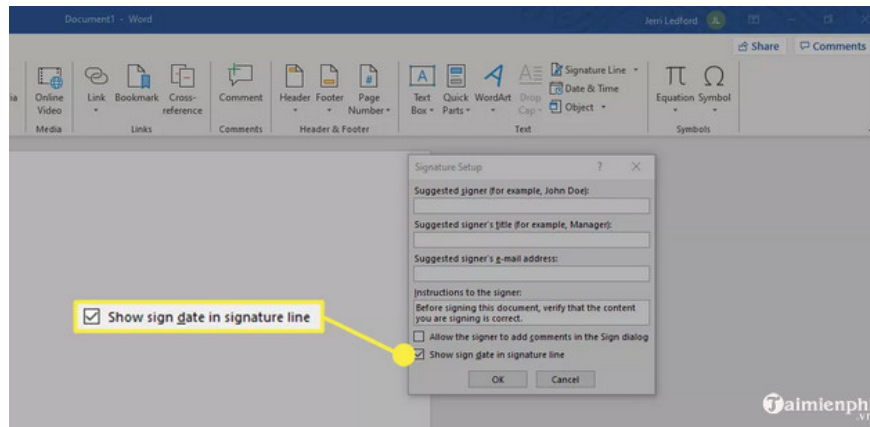 Document1 - Word
Jerri Ledford JL
Share Comments
ia Online Video
Link Bookmark Cross-reference
Comment
Header Footer Page Number
Text Box Quick Parts WordArt Drop Cap
Signature Line
Date & Time
Object
Equation Symbol
Media Links Comments Header & Footer Text Symbols
Signature Setup ? ×
Suggested signer (for example, John Doe):
Suggested signer's title (for example, Manager):
Suggested signer's e-mail address:
Instructions to the signer:
Before signing this document, verify that the content
you are signing is correct.
Allow the signer to add comments in the Sign dialog
Show sign date in signature line
Show sign date in signature line
OK Cancel
Taimienphi
.vn